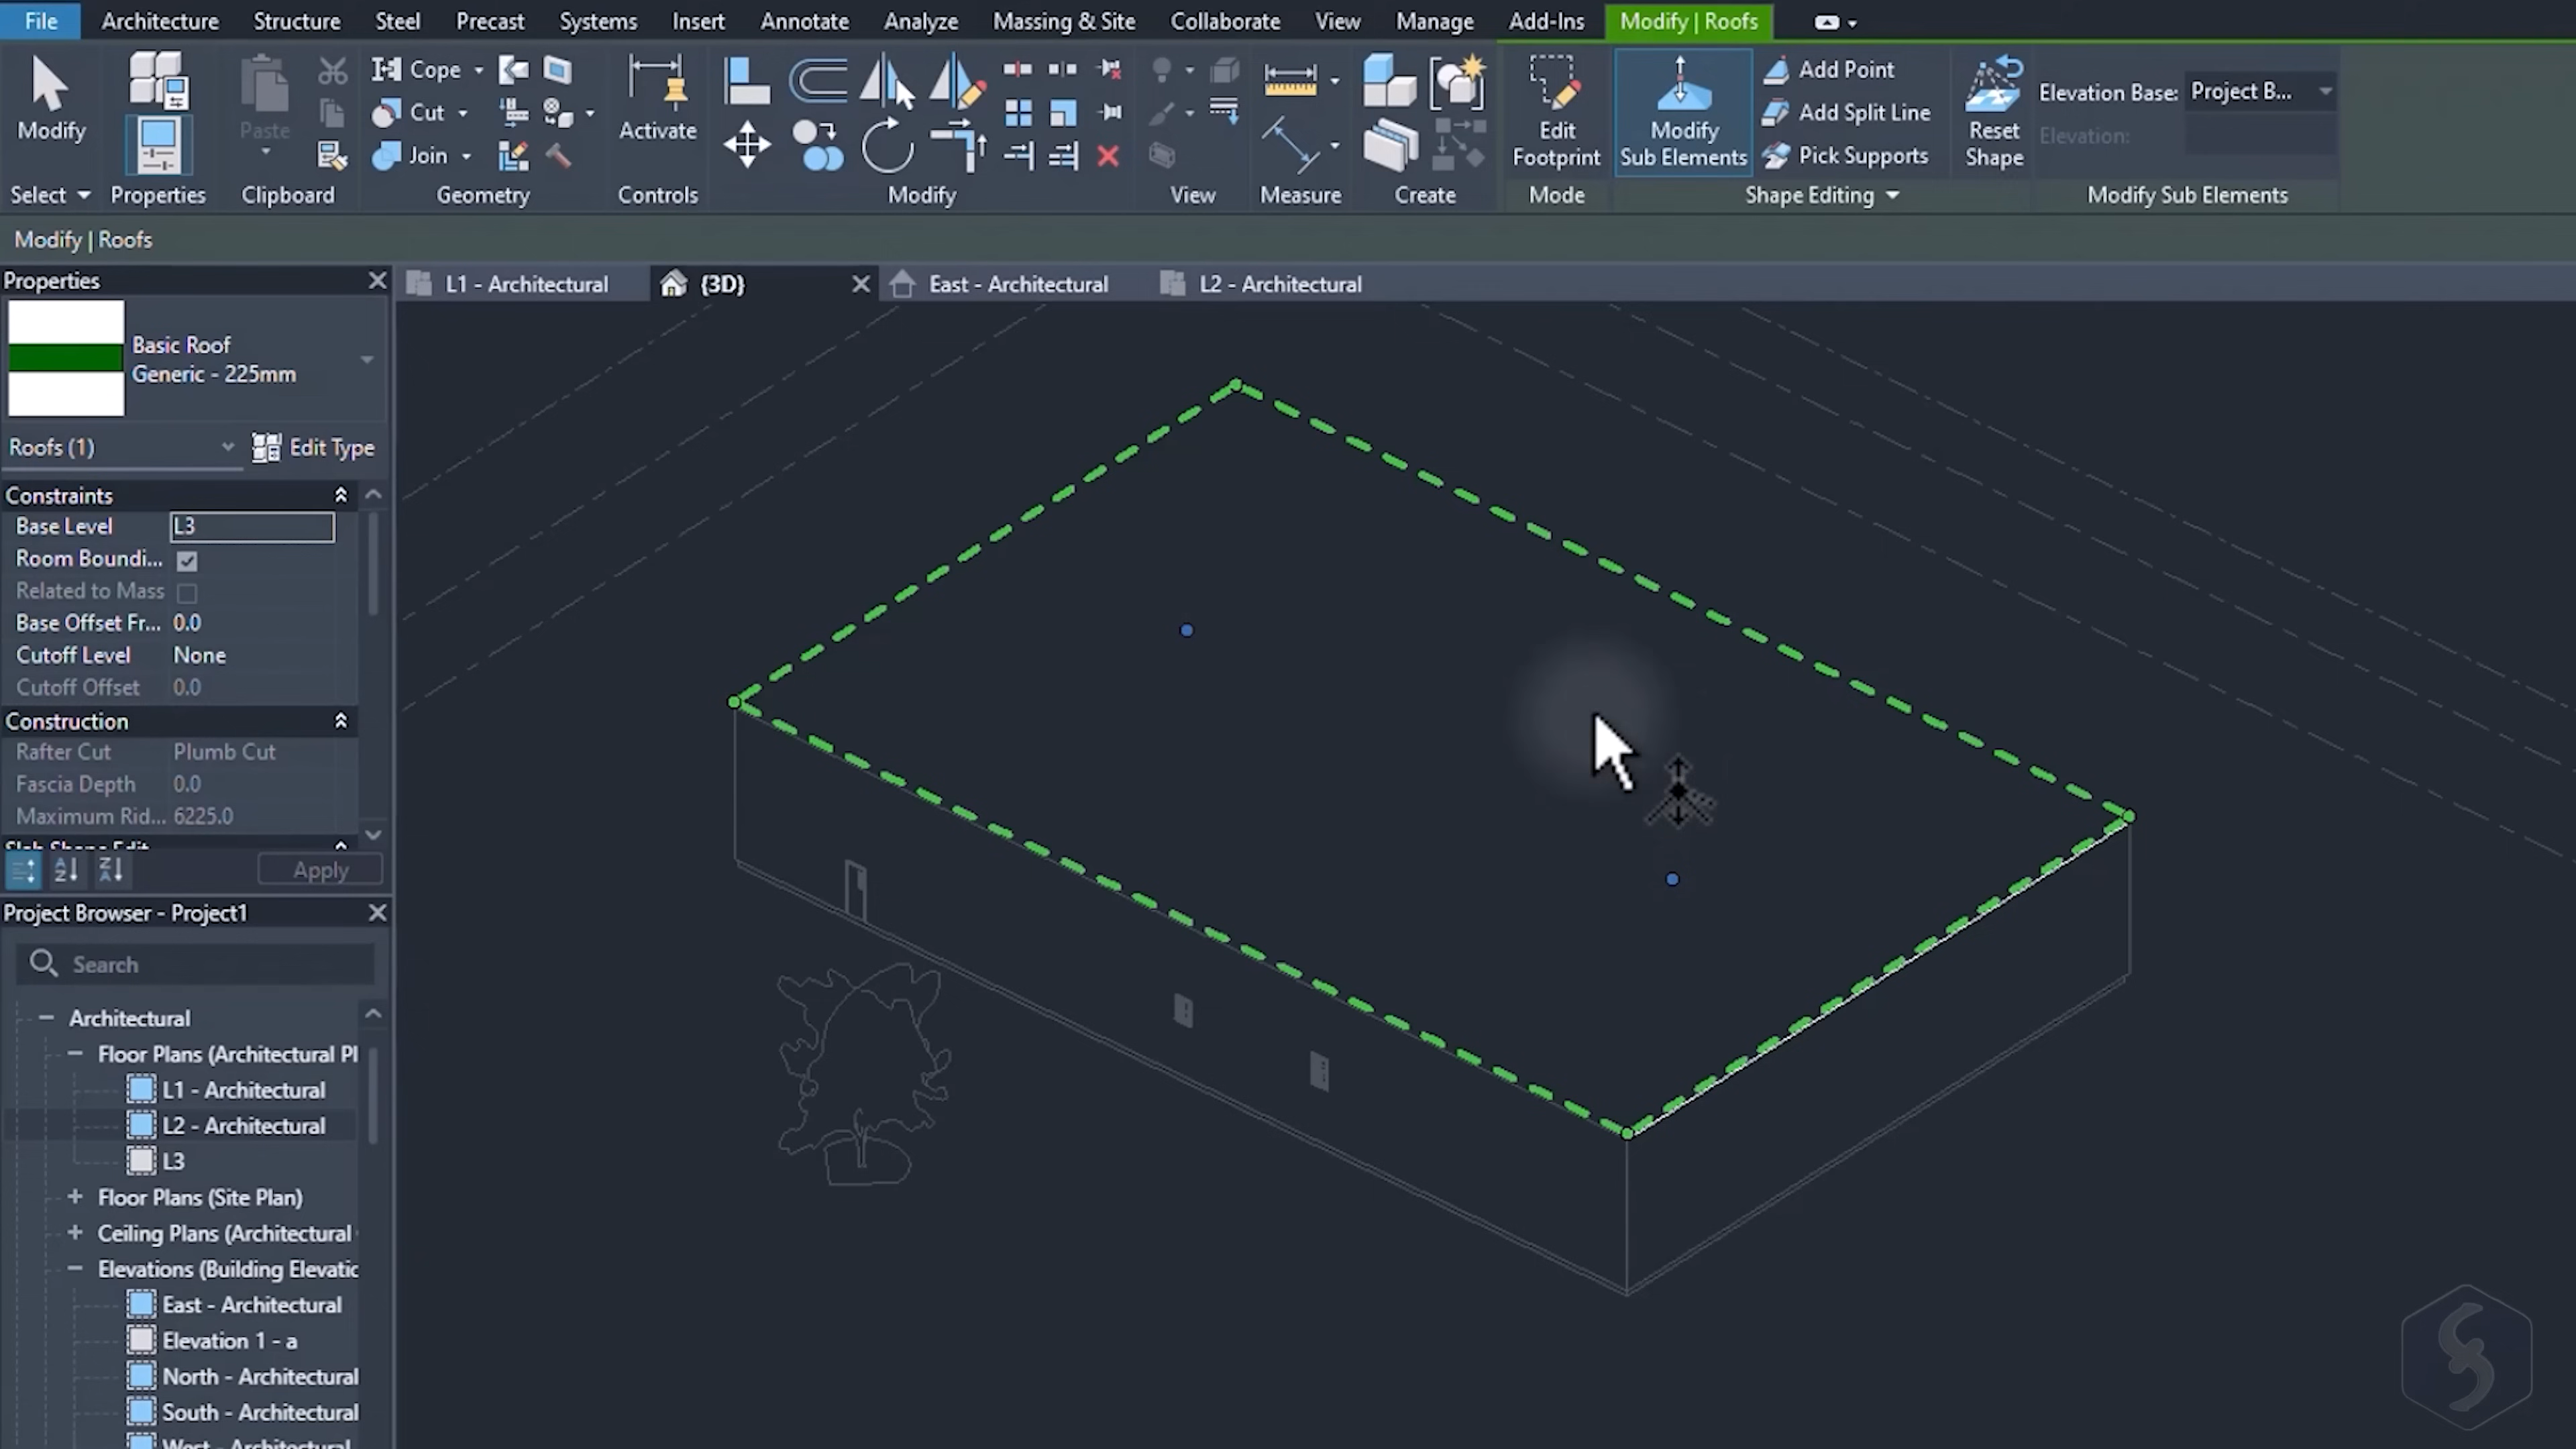 File Architecture Structure Steel Precast Systems Insert Annotate Analyze Massing & Site Collaborate View Manage Add-Ins Modify | Roofs
Modify
Select
Properties
Paste
Clipboard
Cope
Cut
Join
Geometry
Activate
Controls
Modify
View
Measure
Create
Edit
Footprint
Mode
Modify
Sub Elements
Add Point
Add Split Line
Pick Supports
Shape Editing
Reset
Shape
Elevation Base: Project B...
Elevation:
Modify Sub Elements
Modify | Roofs
Properties
L1 - Architectural {3D} East - Architectural L2 - Architectural
Basic Roof
Generic - 225mm
Roofs (1) Edit Type
Constraints
Base Level L3
Room Boundi...
Related to Mass
Base Offset Fr... 0.0
Cutoff Level None
Cutoff Offset 0.0
Construction
Rafter Cut Plumb Cut
Fascia Depth 0.0
Maximum Rid... 6225.0
Slab Shape Edit
Apply
Project Browser - Project1
Search
Architectural
Floor Plans (Architectural Pl
L1 - Architectural
L2 - Architectural
L3
Floor Plans (Site Plan)
Ceiling Plans (Architectural
Elevations (Building Elevatic
East - Architectural
Elevation 1 - a
North - Architectural
South - Architectural
West - Architectural